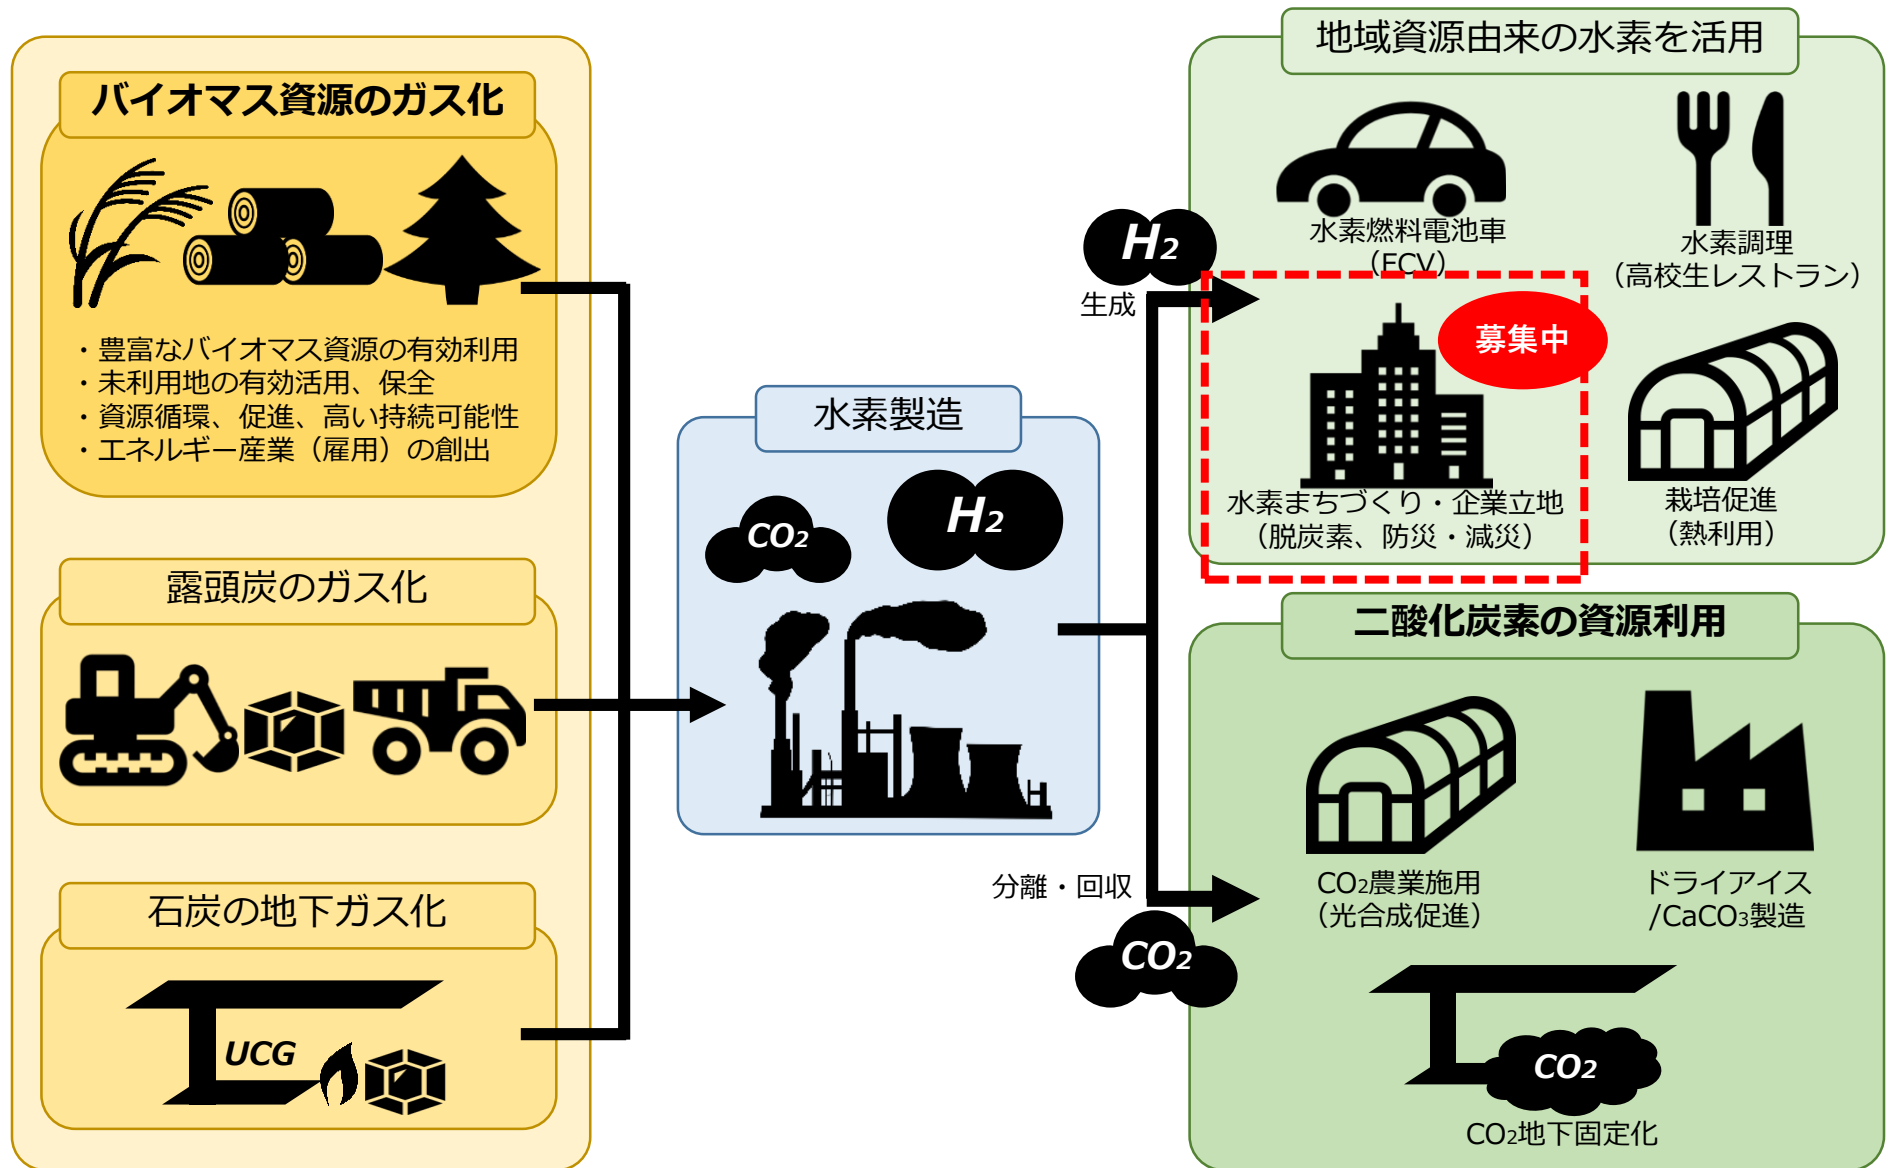 バイオマス資源のガス化
・豊富なバイオマス資源の有効利用
・未利用地の有効活用、保全
・資源循環、促進、高い持続可能性
・エネルギー産業（雇用）の創出
露頭炭のガス化
石炭の地下ガス化
UCG
水素製造
CO2
H2
H2
生成
分離・回収
CO2
地域資源由来の水素を活用
水素燃料電池車
（FCV）
水素調理
（高校生レストラン）
募集中
水素まちづくり・企業立地
（脱炭素、防災・減災）
栽培促進
（熱利用）
二酸化炭素の資源利用
CO2農業施用
（光合成促進）
ドライアイス
/CaCO3製造
CO2
CO2地下固定化